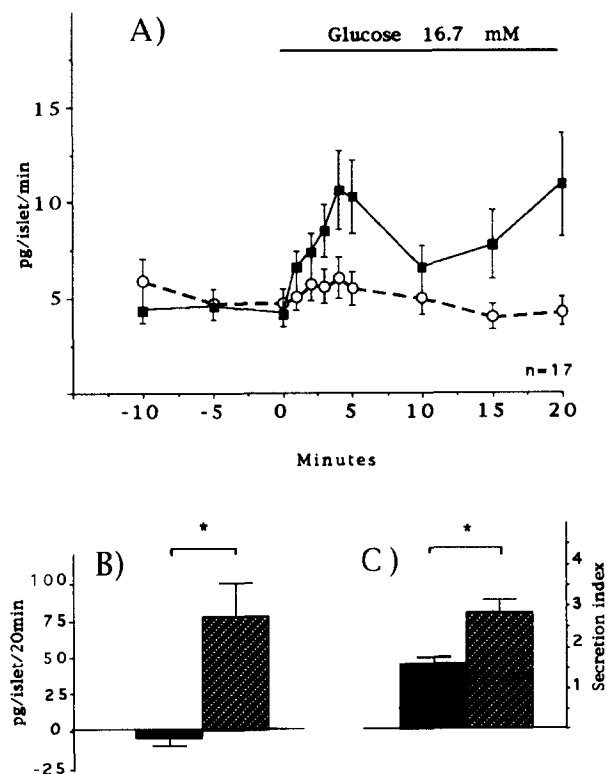 A)
Glucose 16.7 mM
15
10
5
pg/islet/min
n=17
-10 -5 0 5 10 15 20
Minutes
B)
*
100
75
50
25
0
-25
pg/islet/20min
C)
*
4
3
2
1
Secretion index